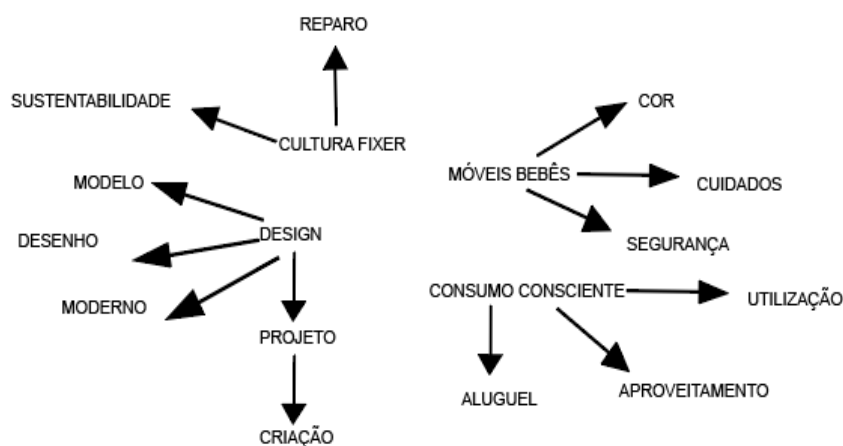 REPARO
SUSTENTABILIDADE
CULTURA FIXER
MODELO
DESENHO
DESIGN
MODERNO
PROJETO
CRIAÇÃO
COR
MÓVEIS BEBÊS
CUIDADOS
SEGURANÇA
CONSUMO CONSCIENTE
UTILIZAÇÃO
ALUGUEL
APROVEITAMENTO